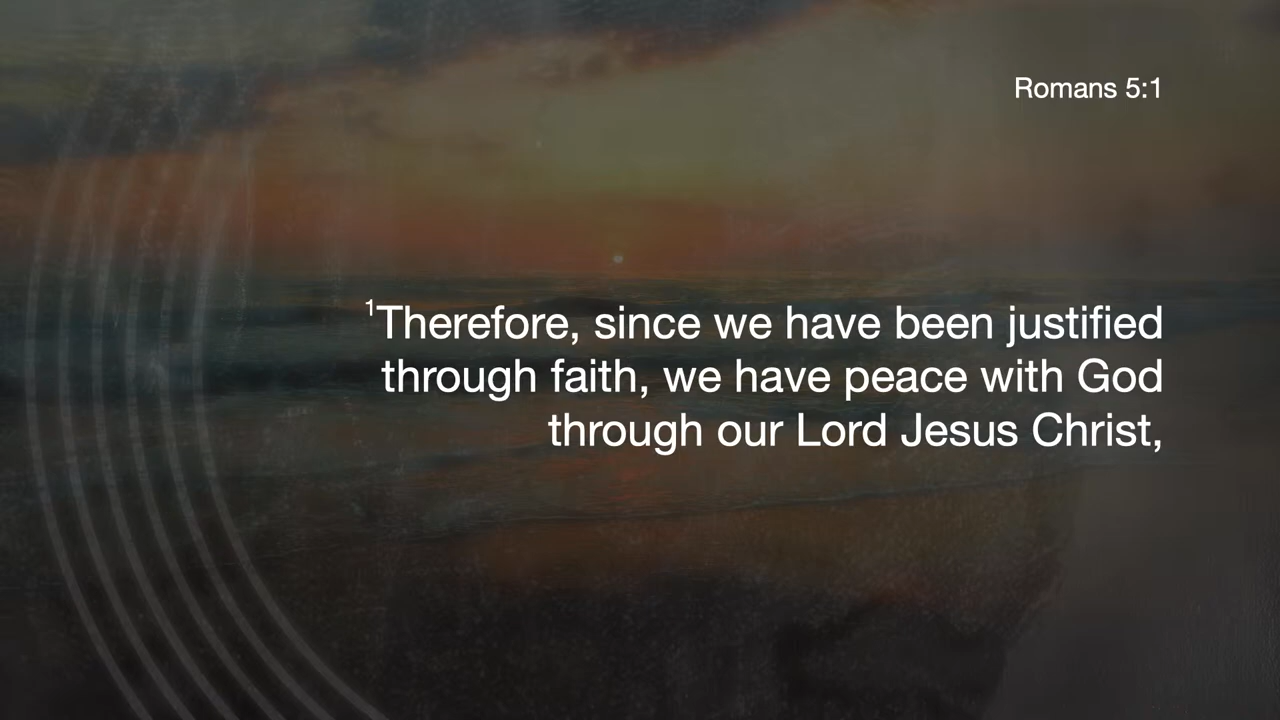 Romans 5:1
¹Therefore, since we have been justified
through faith, we have peace with God
through our Lord Jesus Christ,